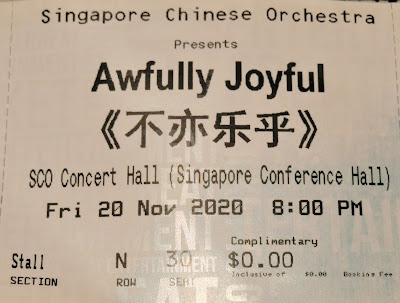 Singapore Chinese Orchestra
Presents
Awfully Joyful
《不亦乐乎》
SCO Concert Hall (Singapore Conference Hall)
Fri 20 Nov 2020 8:00 PM
Complimentary
Stall N 30 $0.00
SECTION ROW SEAT Inclusive of $0.00 Booking Fee